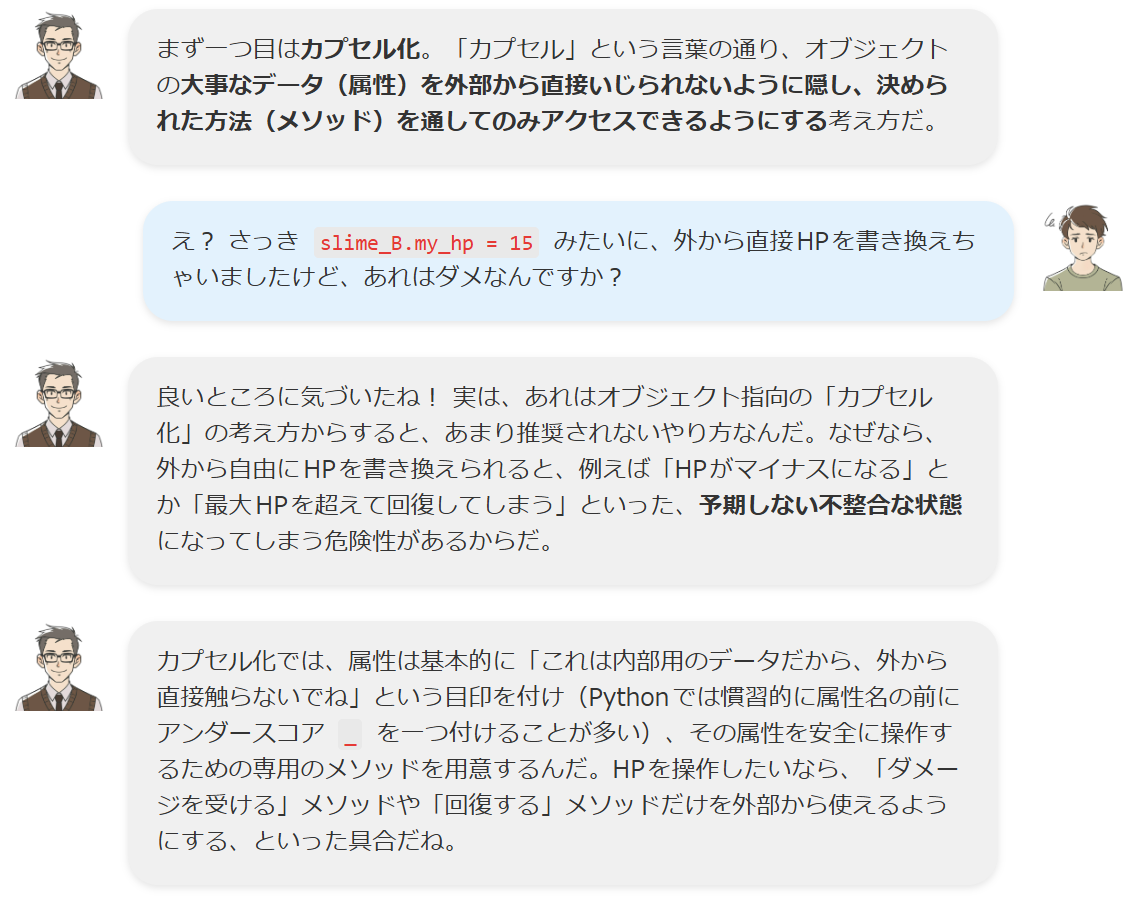 まず一つ目はカプセル化。「カプセル」という言葉の通り、オブジェクト
の大事なデータ（属性）を外部から直接いじられないように隠し、決めら
れた方法（メソッド）を通してのみアクセスできるようにする考え方だ。
え？ さっき slime_B.my_hp = 15 みたいに、外から直接HPを書き換えち
ゃいましたけど、あれはダメなんですか？
良いところに気づいたね！ 実は、あれはオブジェクト指向の「カプセル
化」の考え方からすると、あまり推奨されないやり方なんだ。なぜなら、
外から自由にHPを書き換えられると、例えば「HPがマイナスになる」と
か「最大HPを超えて回復してしまう」といった、予期しない不整合な状態
になってしまう危険性があるからだ。
カプセル化では、属性は基本的に「これは内部用のデータだから、外から
直接触らないでね」という目印を付け（Pythonでは慣習的に属性名の前に
アンダースコア _ を一つ付けることが多い）、その属性を安全に操作す
るための専用のメソッドを用意するんだ。HPを操作したいなら、「ダメー
ジを受ける」メソッドや「回復する」メソッドだけを外部から使えるよう
にする、といった具合だね。